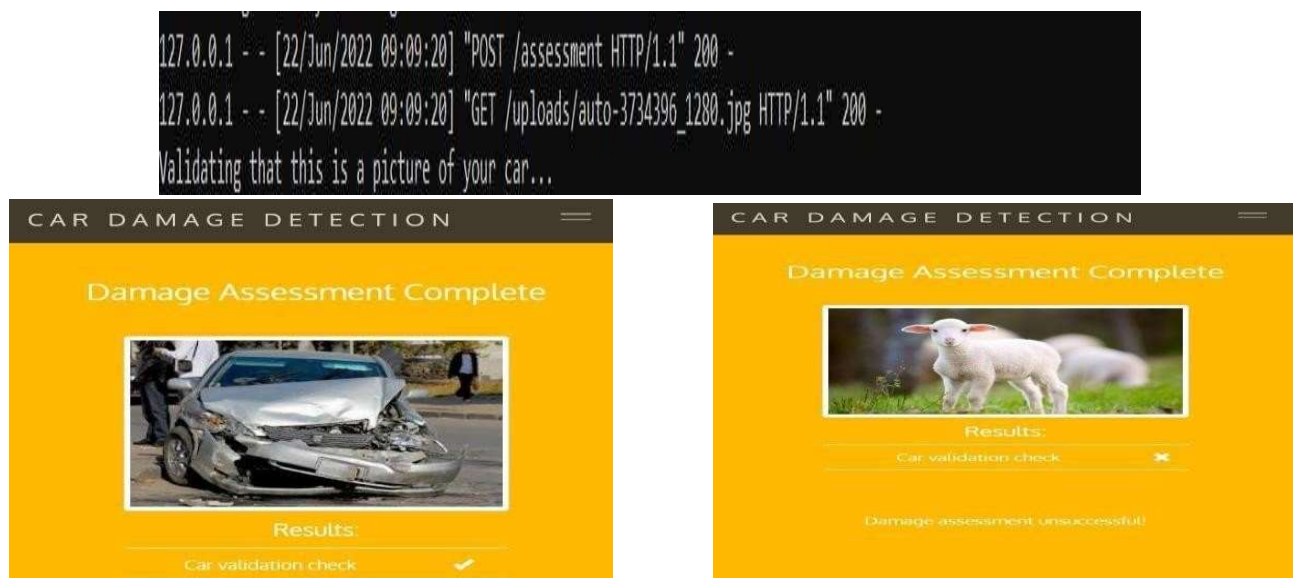 127.0.0.1 - - [22/Jun/2022 09:09:20] "POST /assessment HTTP/1.1" 200 -
127.0.0.1 - - [22/Jun/2022 09:09:20] "GET /uploads/auto-3734396_1280.jpg HTTP/1.1" 200 -
Validating that this is a picture of your car...
CAR DAMAGE DETECTION
Damage Assessment Complete
Results:
Car validation check
CAR DAMAGE DETECTION
Damage Assessment Complete
Results:
Car validation check
Damage assessment unsuccessful!